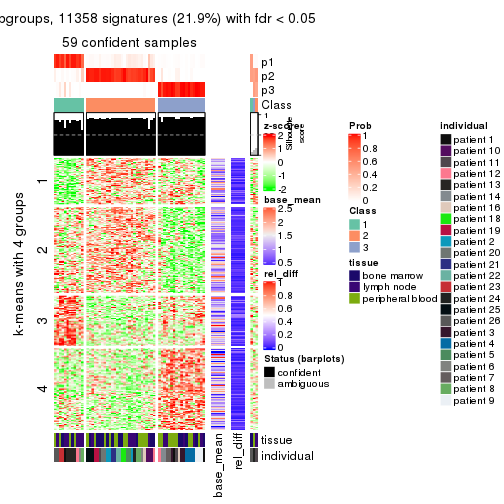 ogroups, 11358 signatures (21.9%) with fdr < 0.05
59 confident samples
p1
p2
p3
Class
1
Silhouette
score
z-score
2
1
0
-1
-2
base_mean
2.5
2
1.5
1
0.5
rel_diff
1
0.8
0.6
0.4
0.2
0
Status (barplots)
confident
ambiguous
Prob
1
0.8
0.6
0.4
0.2
0
Class
1
2
3
tissue
bone marrow
lymph node
peripheral blood
individual
patient 1
patient 10
patient 11
patient 12
patient 13
patient 14
patient 16
patient 18
patient 19
patient 2
patient 20
patient 21
patient 22
patient 23
patient 24
patient 25
patient 26
patient 3
patient 4
patient 5
patient 6
patient 7
patient 8
patient 9
k-means with 4 groups
1
2
3
4
tissue
individual
base_mean
rel_diff